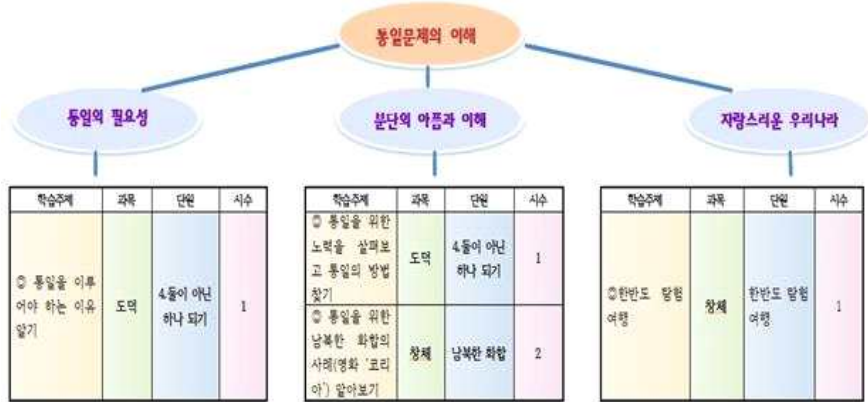 통일문제의 이해
통일의 필요성
분단의 아픔과 이해
자랑스러운 우리나라
학습주제 과목 단원 시수
◎ 통일을 이루
어야 하는 이유
알기
도덕
4.둘이 아닌
하나 되기
1
학습주제 과목 단원 시수
◎ 통일을 위한
노력을 살펴보
고 통일의 방법
찾기
도덕
4.둘이 아닌
하나 되기
1
◎ 통일을 위한
남북한 화합의
사례(영화 '코리
아') 알아보기
창체
남북한 화합
2
학습주제 과목 단원 시수
◎한반도 탐험
여행
창체
한반도 탐험
여행
1